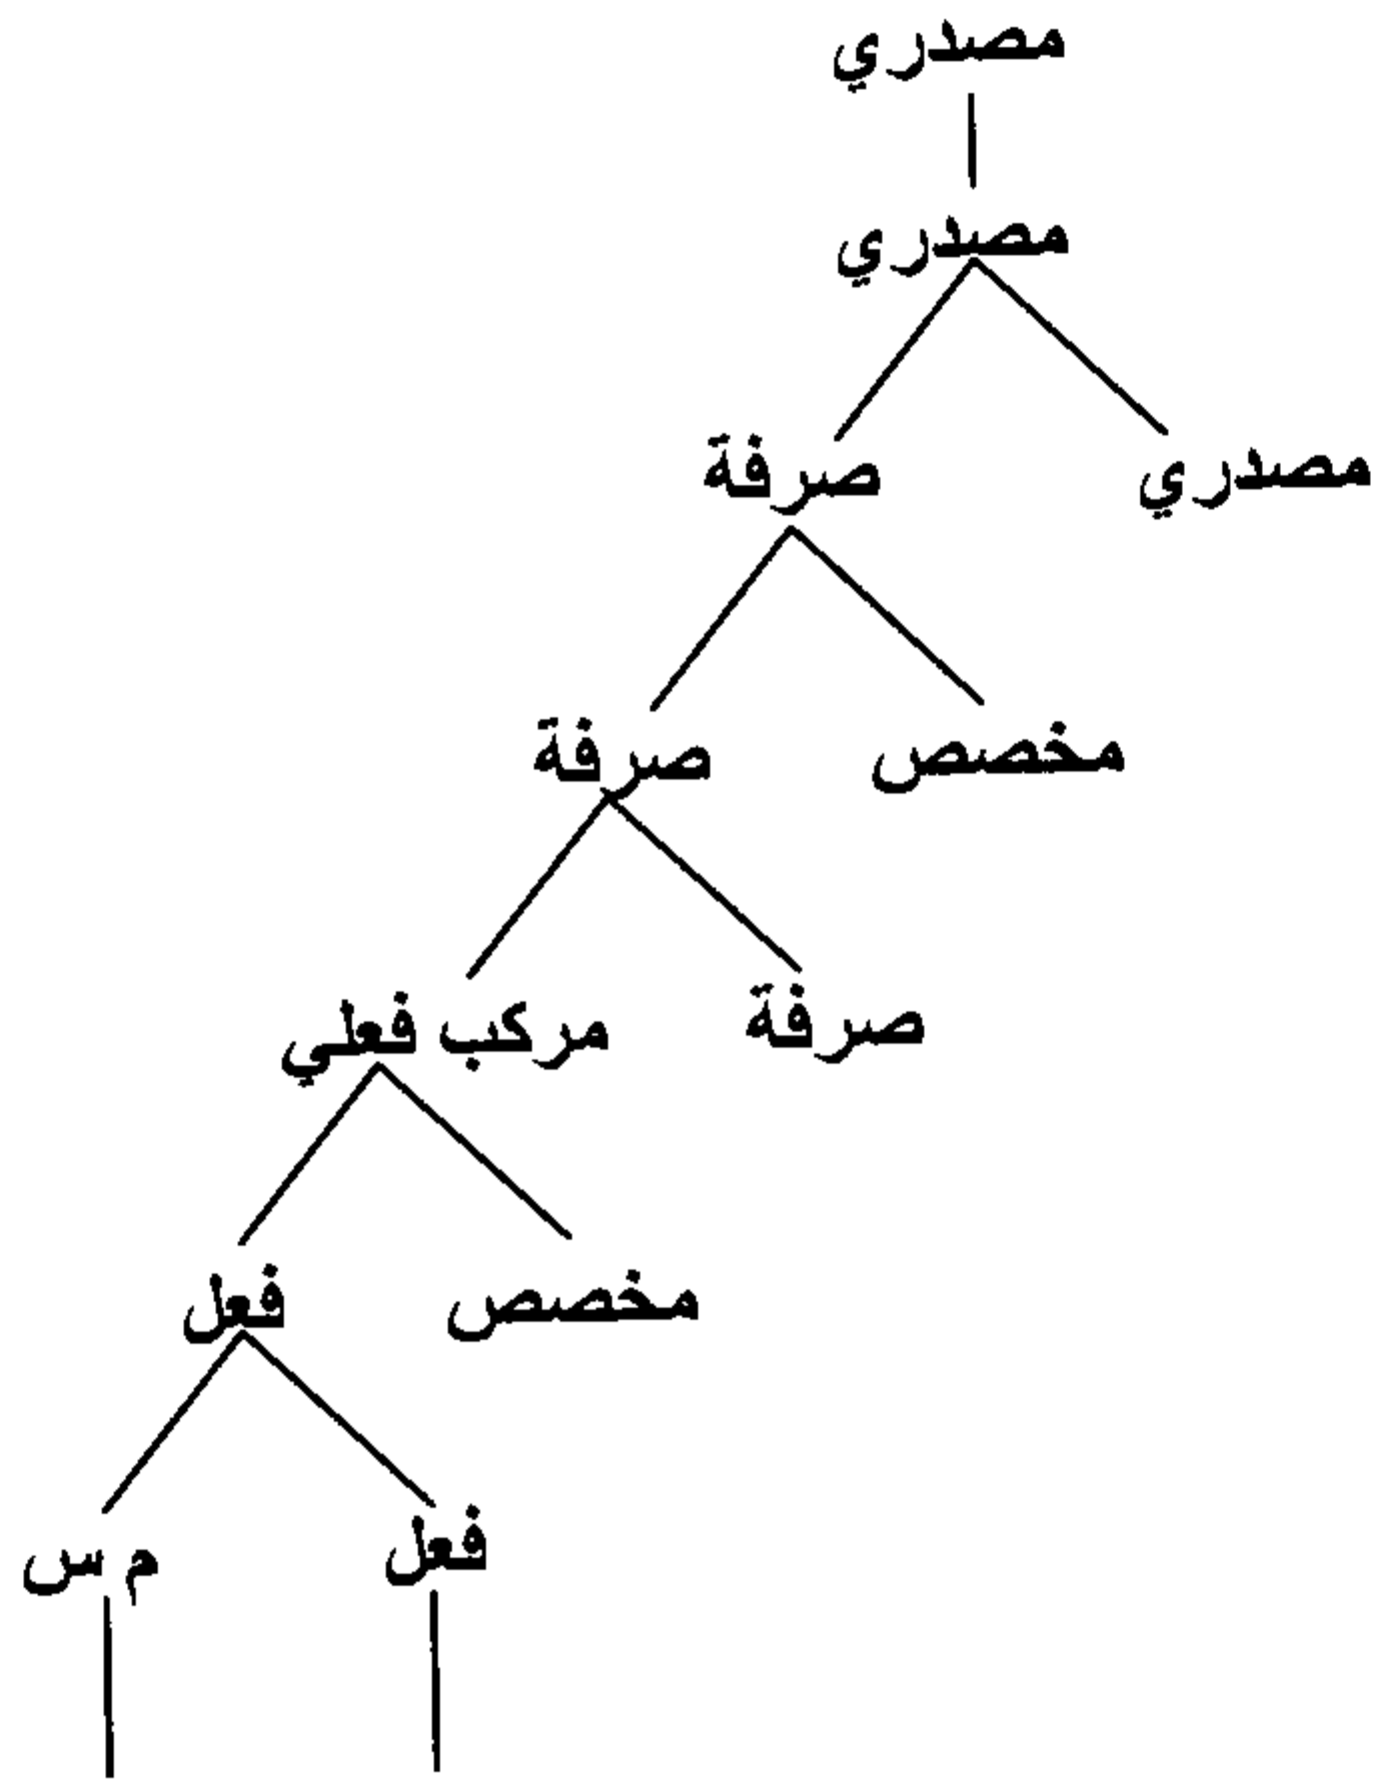 مصدري
مصدري
مصدري
صرفة
مخصص
صرفة
صرفة
مركب فعلي
مخصص
فعل
فعل
م س